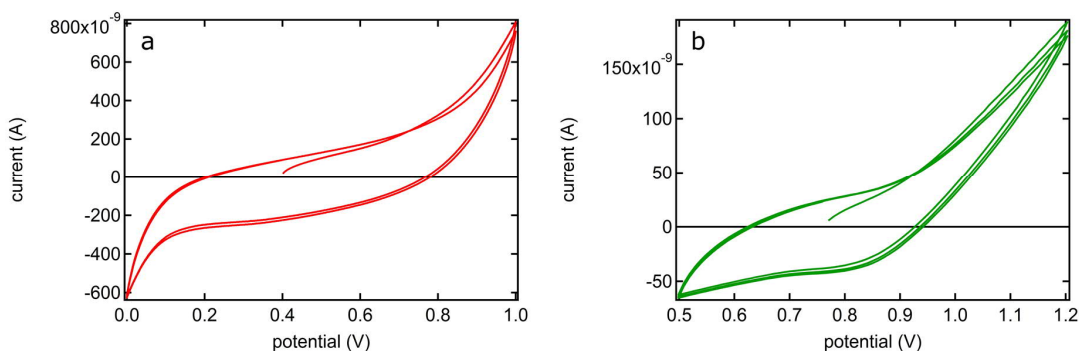 a
800x10⁻⁹
600
400
200
0
-200
-400
-600
current (A)
0.0 0.2 0.4 0.6 0.8 1.0
potential (V)
b
150x10⁻⁹
100
50
0
-50
current (A)
0.5 0.6 0.7 0.8 0.9 1.0 1.1 1.2
potential (V)